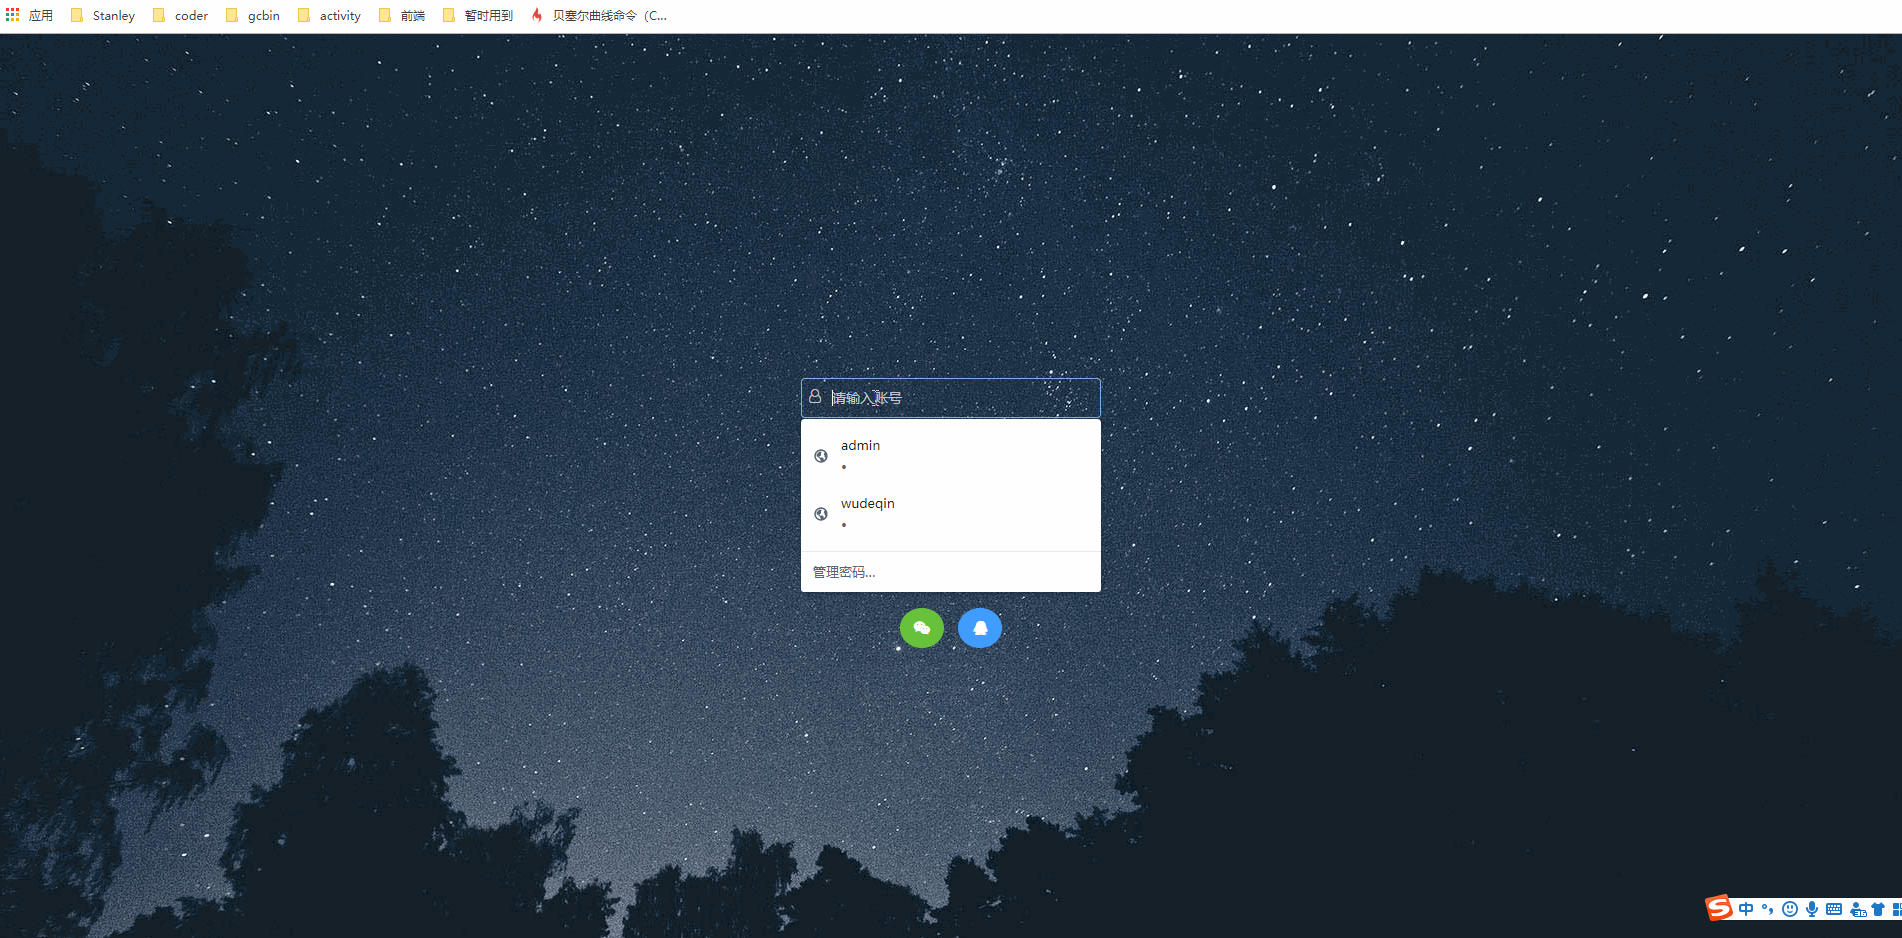 应用 Stanley coder gcbin activity 前端 暂时用到 贝塞尔曲线命令（C...
请输入账号
admin
•
wudeqin
•
管理密码...
S 中 °, 36